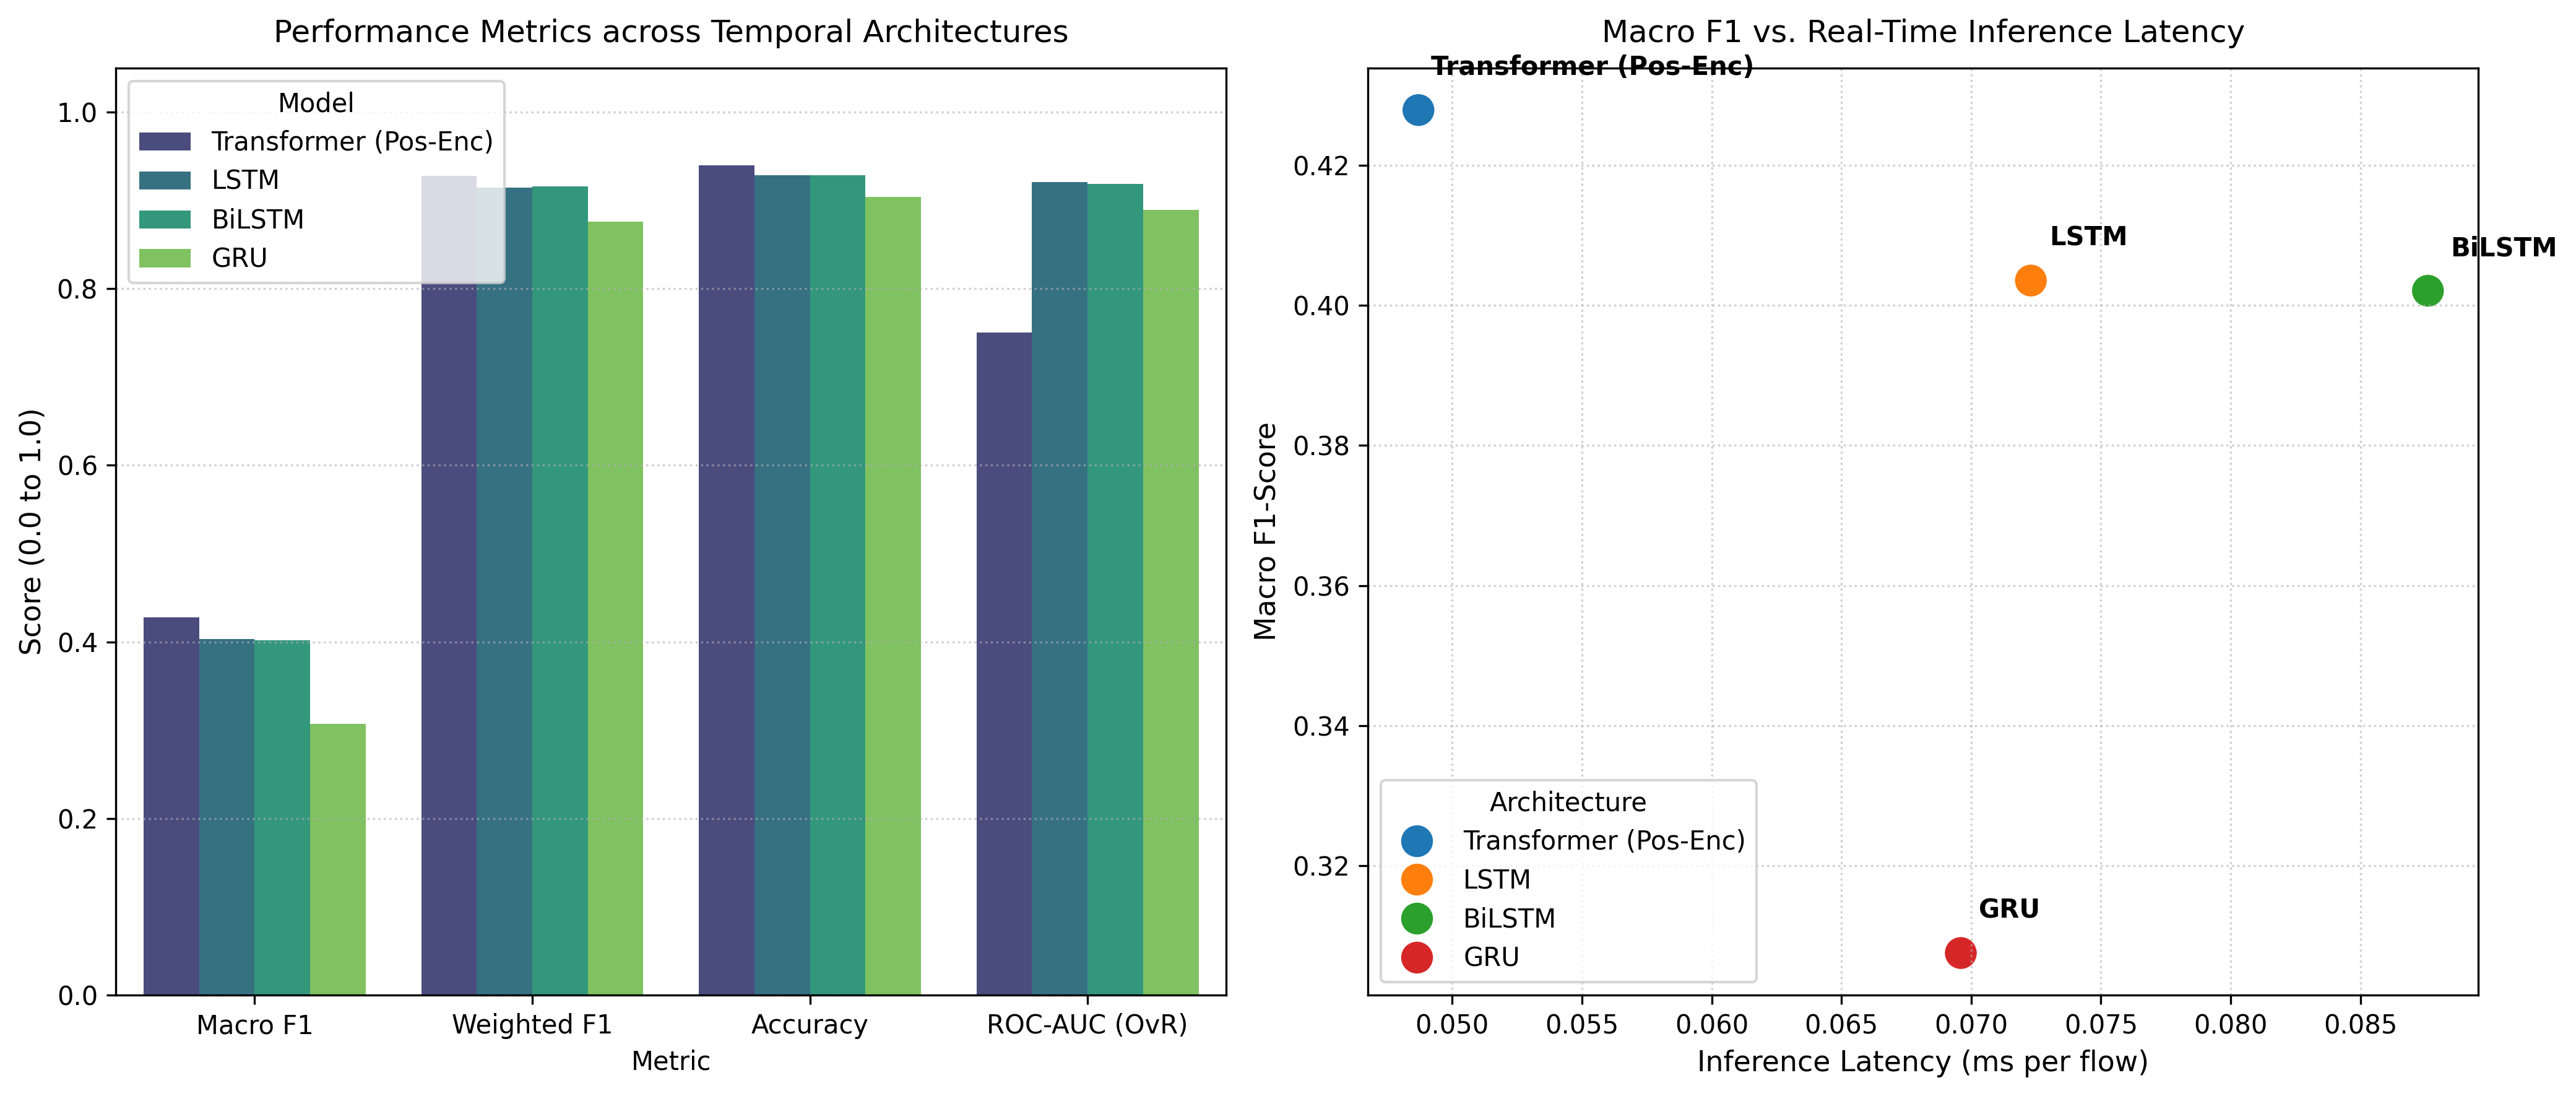 Performance Metrics across Temporal Architectures
Model
Transformer (Pos-Enc)
LSTM
BiLSTM
GRU
Score (0.0 to 1.0)
1.0
0.8
0.6
0.4
0.2
0.0
Macro F1
Weighted F1
Accuracy
ROC-AUC (OvR)
Metric
Macro F1 vs. Real-Time Inference Latency
Transformer (Pos-Enc)
LSTM
BiLSTM
GRU
Macro F1-Score
0.42
0.40
0.38
0.36
0.34
0.32
Architecture
Transformer (Pos-Enc)
LSTM
BiLSTM
GRU
0.050
0.055
0.060
0.065
0.070
0.075
0.080
0.085
Inference Latency (ms per flow)